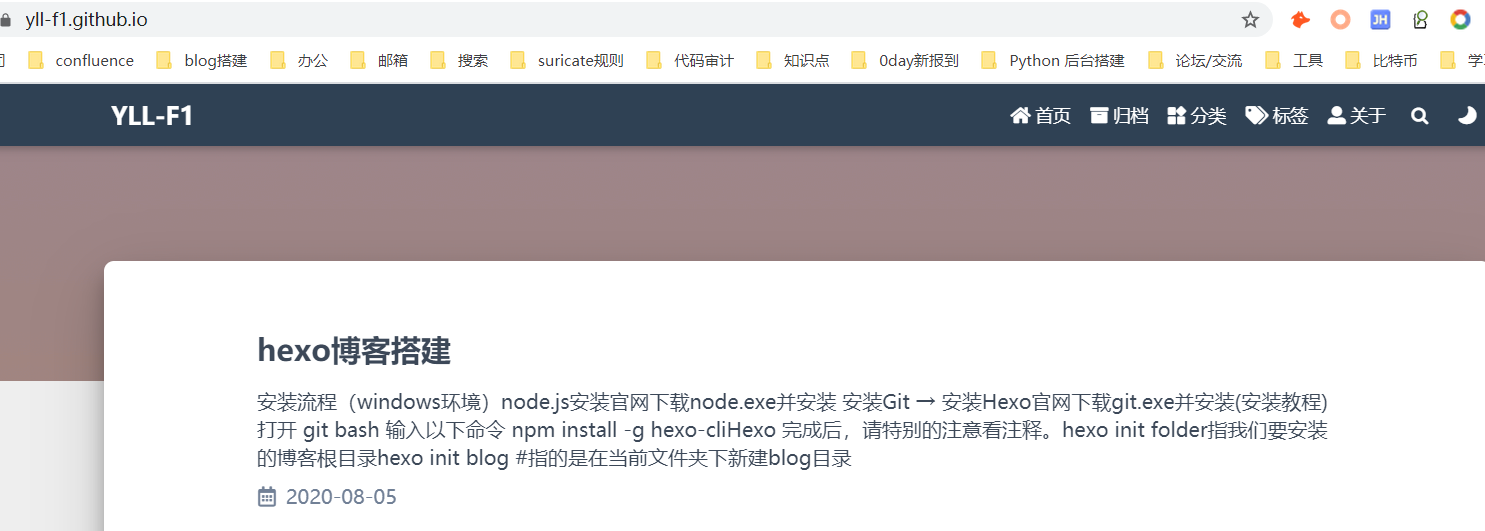 yll-f1.github.io
JH
confluence blog搭建 办公 邮箱 搜索 suricate规则 代码审计 知识点 0day新报到 Python 后台搭建 论坛/交流 工具 比特币
YLL-F1 首页 归档 分类 标签 关于
hexo博客搭建
安装流程（windows环境）node.js安装官网下载node.exe并安装 安装Git → 安装Hexo官网下载git.exe并安装(安装教程)
打开 git bash 输入以下命令 npm install -g hexo-cliHexo 完成后，请特别的注意看注释。hexo init folder指我们要安装
的博客根目录hexo init blog #指的是在当前文件夹下新建blog目录
2020-08-05